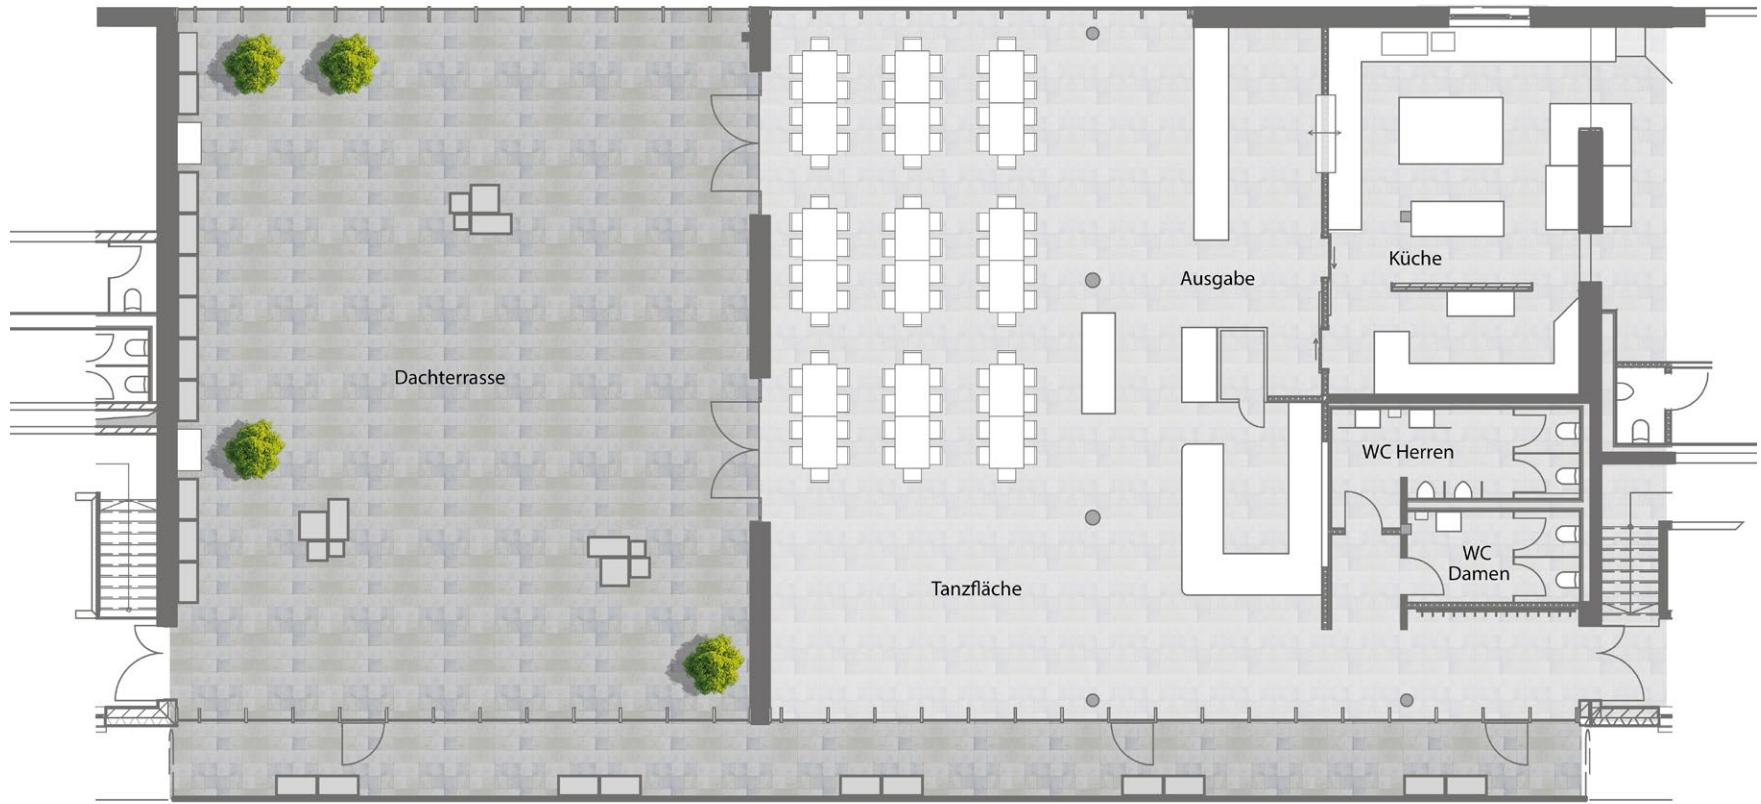 Ausgabe
Küche
Dachterrasse
WC Herren
WC
Damen
Tanzfläche